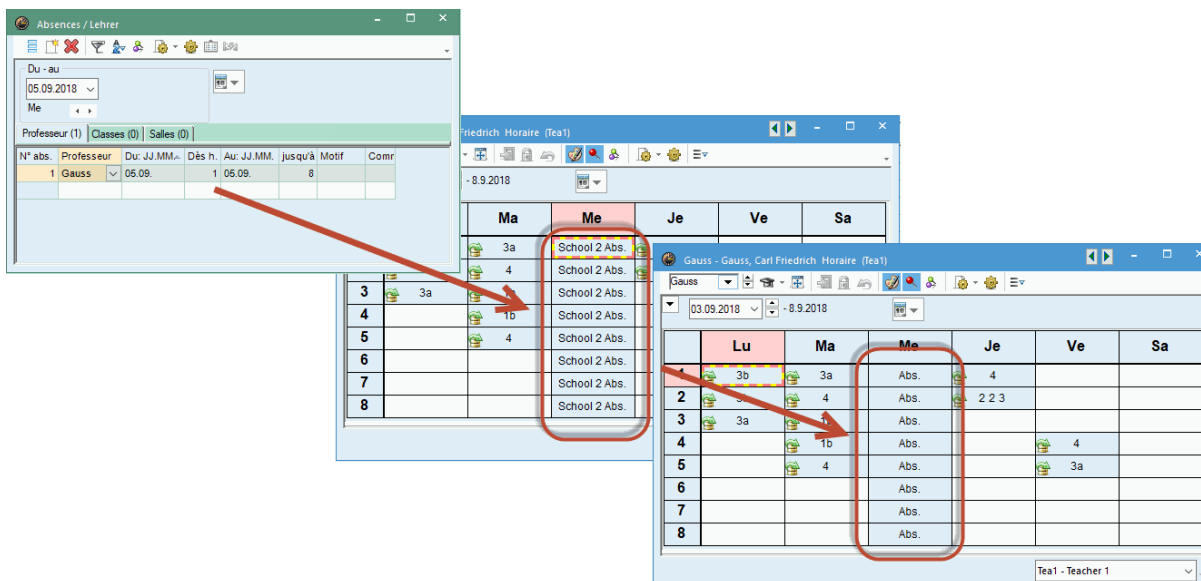 Absences / Lehrer
Du - au
05.09.2018
Me
Professeur (1) Classes (0) Salles (0)
N° abs. Professeur Du: JJ.MM Dès h. Au: JJ.MM. jusqu'à Motif Comr
1 Gauss 05.09. 1 05.09. 8
Friedrich Horaire (Tea1)
- 8.9.2018
Ma Me Je Ve Sa
3a School 2 Abs.
4 School 2 Abs.
3 3a School 2 Abs.
4 1b School 2 Abs.
5 4 School 2 Abs.
6 School 2 Abs.
7 School 2 Abs.
8 School 2 Abs.
Gauss - Gauss, Carl Friedrich Horaire (Tea1)
Gauss
03.09.2018 - 8.9.2018
Lu Ma Me Je Ve Sa
1 3b 3a Abs. 4
2 4 Abs. 2 2 3
3 3a Abs.
4 1b Abs. 4
5 4 Abs. 3a
6 Abs.
7 Abs.
8 Abs.
Tea1 - Teacher 1